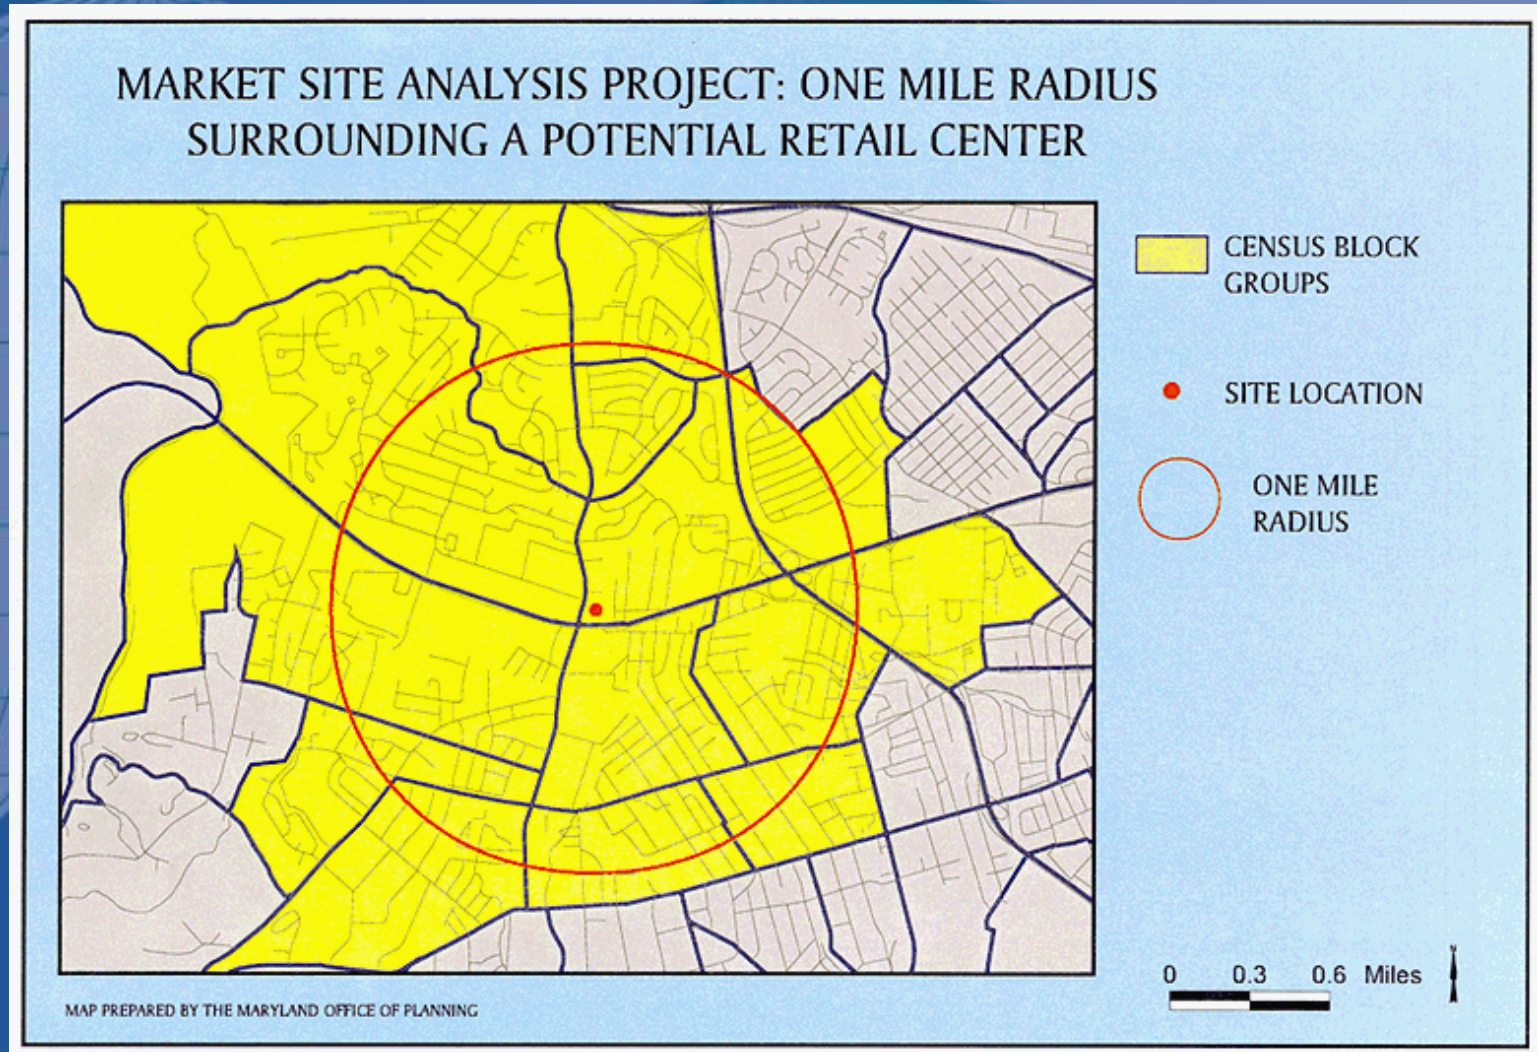 MARKET SITE ANALYSIS PROJECT: ONE MILE RADIUS
SURROUNDING A POTENTIAL RETAIL CENTER
CENSUS BLOCK
GROUPS
SITE LOCATION
ONE MILE
RADIUS
N
0 0.3 0.6 Miles
MAP PREPARED BY THE MARYLAND OFFICE OF PLANNING